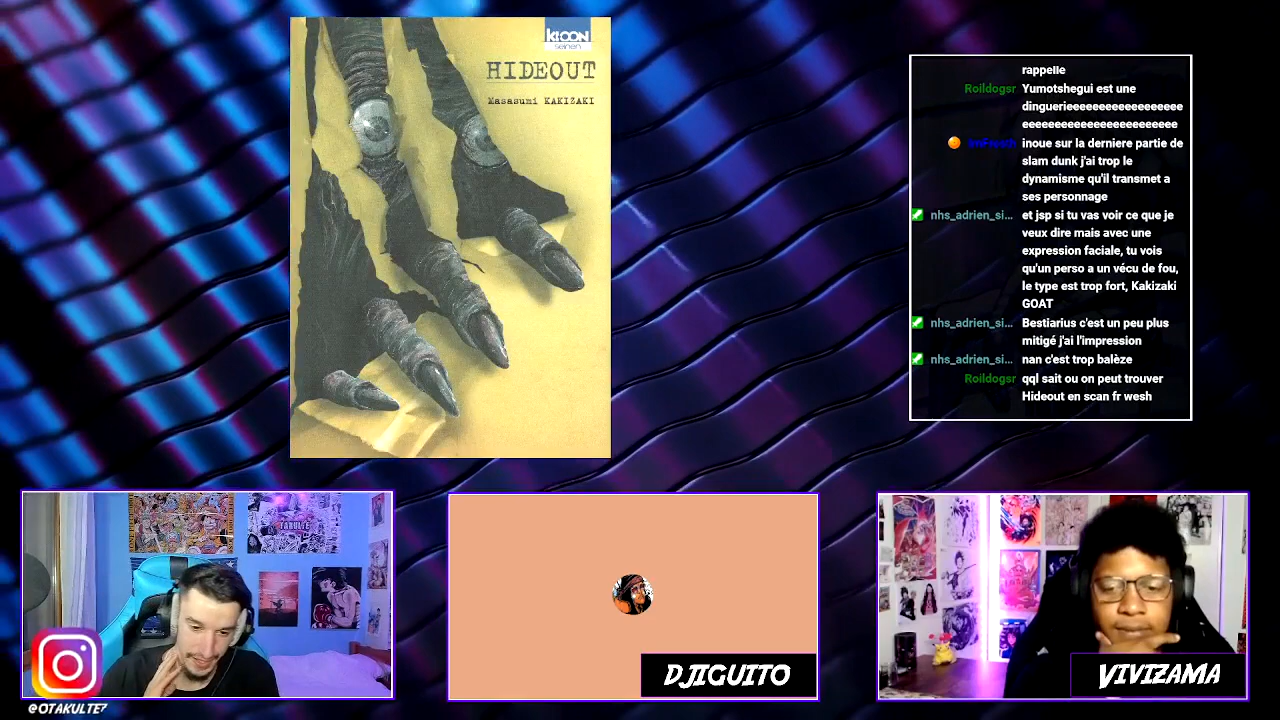 KI-OON
seinen
HIDEOUT
Masasumi KAKIZAKI
rappelle
Roildogsr Yumotshegui est une
dinguerieeeeeeeeeeeeeeeeee
eeeeeeeeeeeeeeeeeeeeeeee
inoue sur la derniere partie de
slam dunk j'ai trop le
dynamisme qu'il transmet a
ses personnage
nhs_adrien_si... et jsp si tu vas voir ce que je
veux dire mais avec une
expression faciale, tu vois
qu'un perso a un vécu de fou,
le type est trop fort, Kakizaki
GOAT
nhs_adrien_si... Bestiarius c'est un peu plus
mitigé j'ai l'impression
nhs_adrien_si... nan c'est trop balèze
Roildogsr qql sait ou on peut trouver
Hideout en scan fr wesh
TAKULTE
@OTAKULTE7
DJIGUITO
VIVIZAMA